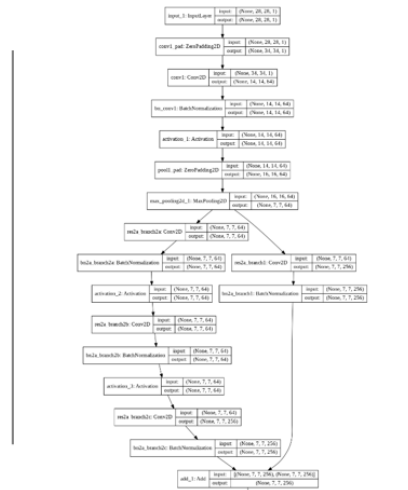 input_1: InputLayer input: (None, 28, 28, 1)
output: (None, 28, 28, 1)
conv1_pad: ZeroPadding2D input: (None, 28, 28, 1)
output: (None, 34, 34, 1)
conv1: Conv2D input: (None, 34, 34, 1)
output: (None, 14, 14, 64)
bn_conv1: BatchNormalization input: (None, 14, 14, 64)
output: (None, 14, 14, 64)
activation_1: Activation input: (None, 14, 14, 64)
output: (None, 14, 14, 64)
pool1_pad: ZeroPadding2D input: (None, 14, 14, 64)
output: (None, 16, 16, 64)
max_pooling2d_1: MaxPooling2D input: (None, 16, 16, 64)
output: (None, 7, 7, 64)
res2a_branch2a: Conv2D input: (None, 7, 7, 64)
output: (None, 7, 7, 64)
bn2a_branch2a: BatchNormalization input: (None, 7, 7, 64)
output: (None, 7, 7, 64)
res2a_branch1: Conv2D input: (None, 7, 7, 64)
output: (None, 7, 7, 256)
activation_2: Activation input: (None, 7, 7, 64)
output: (None, 7, 7, 64)
bn2a_branch1: BatchNormalization input: (None, 7, 7, 256)
output: (None, 7, 7, 256)
res2a_branch2b: Conv2D input: (None, 7, 7, 64)
output: (None, 7, 7, 64)
bn2a_branch2b: BatchNormalization input: (None, 7, 7, 64)
output: (None, 7, 7, 64)
activation_3: Activation input: (None, 7, 7, 64)
output: (None, 7, 7, 64)
res2a_branch2c: Conv2D input: (None, 7, 7, 64)
output: (None, 7, 7, 256)
bn2a_branch2c: BatchNormalization input: (None, 7, 7, 256)
output: (None, 7, 7, 256)
add_1: Add input: [(None, 7, 7, 256), (None, 7, 7, 256)]
output: (None, 7, 7, 256)